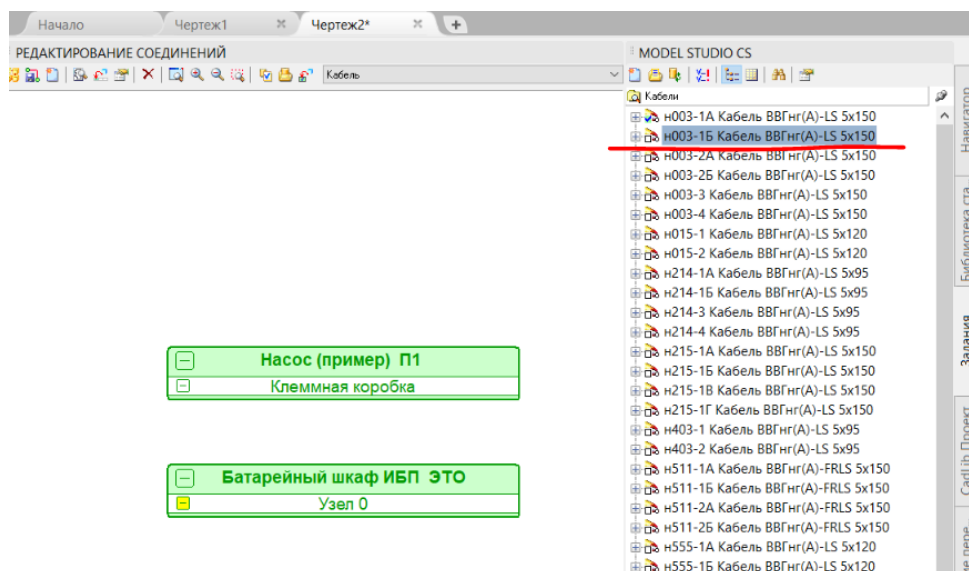 Начало Чертеж1 Чертеж2*
РЕДАКТИРОВАНИЕ СОЕДИНЕНИЙ
MODEL STUDIO CS
Кабель
Кабели
н003-1А Кабель ВВГнг(А)-LS 5x150
н003-1Б Кабель ВВГнг(А)-LS 5x150
н003-2А Кабель ВВГнг(А)-LS 5x150
н003-2Б Кабель ВВГнг(А)-LS 5x150
н003-3 Кабель ВВГнг(А)-LS 5x150
н003-4 Кабель ВВГнг(А)-LS 5x150
н015-1 Кабель ВВГнг(А)-LS 5x120
н015-2 Кабель ВВГнг(А)-LS 5x120
н214-1А Кабель ВВГнг(А)-LS 5x95
н214-1Б Кабель ВВГнг(А)-LS 5x95
н214-3 Кабель ВВГнг(А)-LS 5x95
н214-4 Кабель ВВГнг(А)-LS 5x95
н215-1А Кабель ВВГнг(А)-LS 5x150
н215-1Б Кабель ВВГнг(А)-LS 5x150
н215-1В Кабель ВВГнг(А)-LS 5x150
н215-1Г Кабель ВВГнг(А)-LS 5x150
н403-1 Кабель ВВГнг(А)-LS 5x95
н403-2 Кабель ВВГнг(А)-LS 5x95
н511-1А Кабель ВВГнг(А)-FRLS 5x150
н511-1Б Кабель ВВГнг(А)-FRLS 5x150
н511-2А Кабель ВВГнг(А)-FRLS 5x150
н511-2Б Кабель ВВГнг(А)-FRLS 5x150
н555-1А Кабель ВВГнг(А)-LS 5x120
н555-1Б Кабель ВВГнг(А)-LS 5x120
Насос (пример) П1
Клеммная коробка
Батарейный шкаф ИБП ЭТО
Узел 0
Навигатор
Библиотека ста
Задания
CadLib Проект